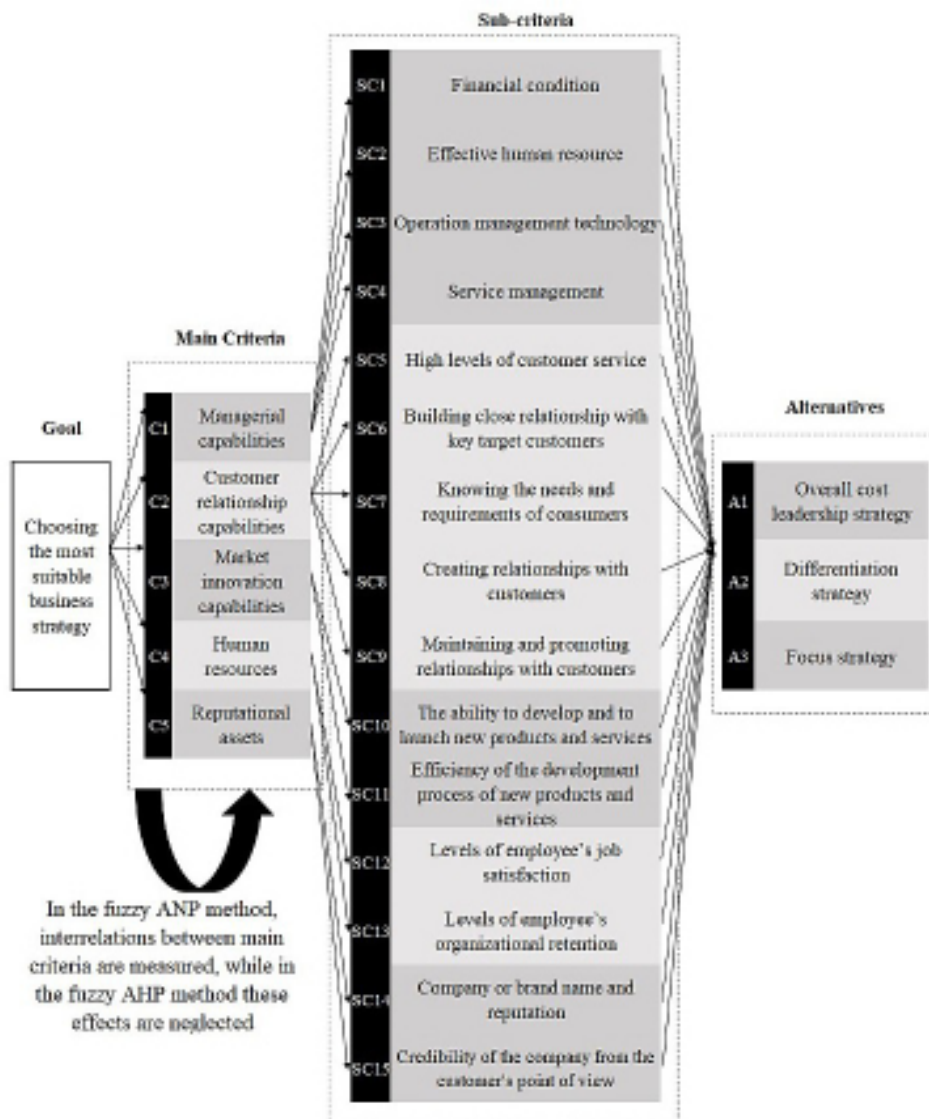 Goal
Choosing
the most
suitable
business
strategy
Main Criteria
C1
Managerial
capabilities
C2
Customer
relationship
capabilities
C3
Market
innovation
capabilities
C4
Human
resources
C5
Reputational
assets
In the fuzzy ANP method,
interrelations between main
criteria are measured, while in
the fuzzy AHP method these
effects are neglected
Sub-criteria
SC1
Financial condition
SC2
Effective human resource
SC3
Operation management technology
SC4
Service management
SC5
High levels of customer service
SC6
Building close relationship with
key target customers
SC7
Knowing the needs and
requirements of consumers
SC8
Creating relationships with
customers
SC9
Maintaining and promoting
relationships with customers
SC10
The ability to develop and to
launch new products and services
SC11
Efficiency of the development
process of new products and
services
SC12
Levels of employee's job
satisfaction
SC13
Levels of employee's
organizational retention
SC14
Company or brand name and
reputation
SC15
Credibility of the company from the
customer's point of view
Alternatives
A1
Overall cost
leadership strategy
A2
Differentiation
strategy
A3
Focus strategy